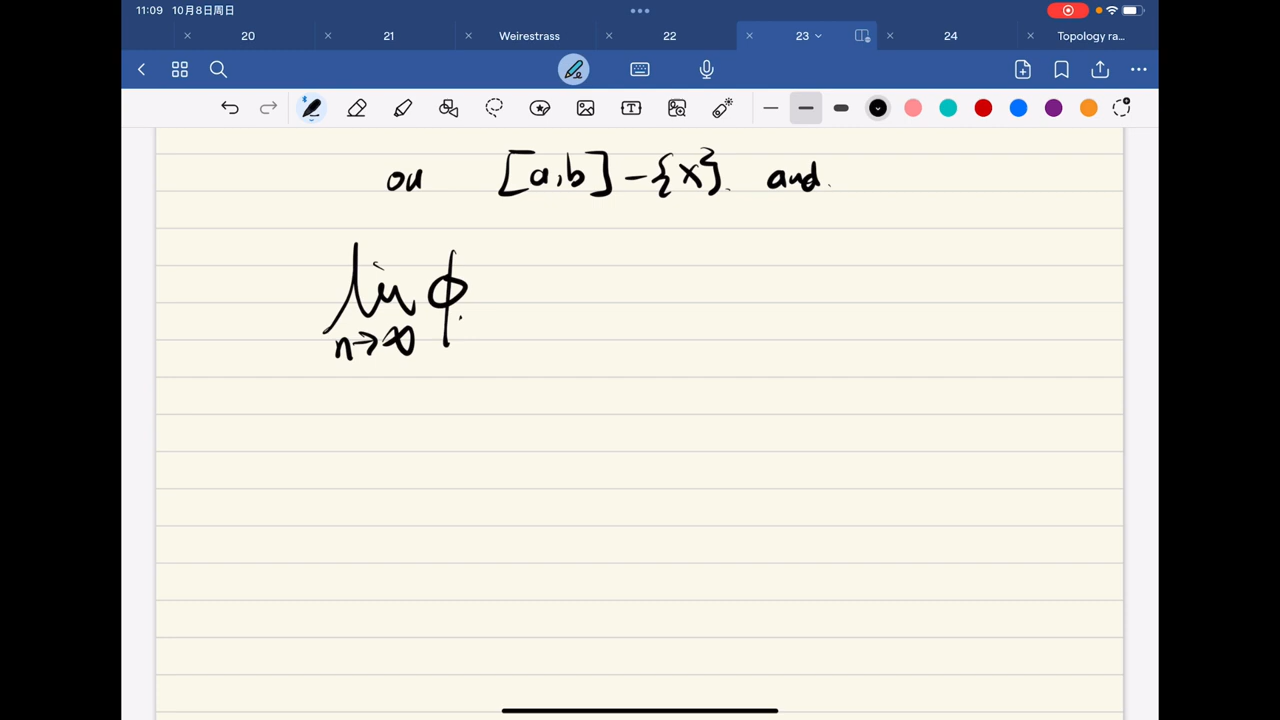 11:09 10月8日周日
20 21 Weirestrass 22 23 24 Topology ra...
on [a,b]-{x}. and.
lim ϕ
n→∞